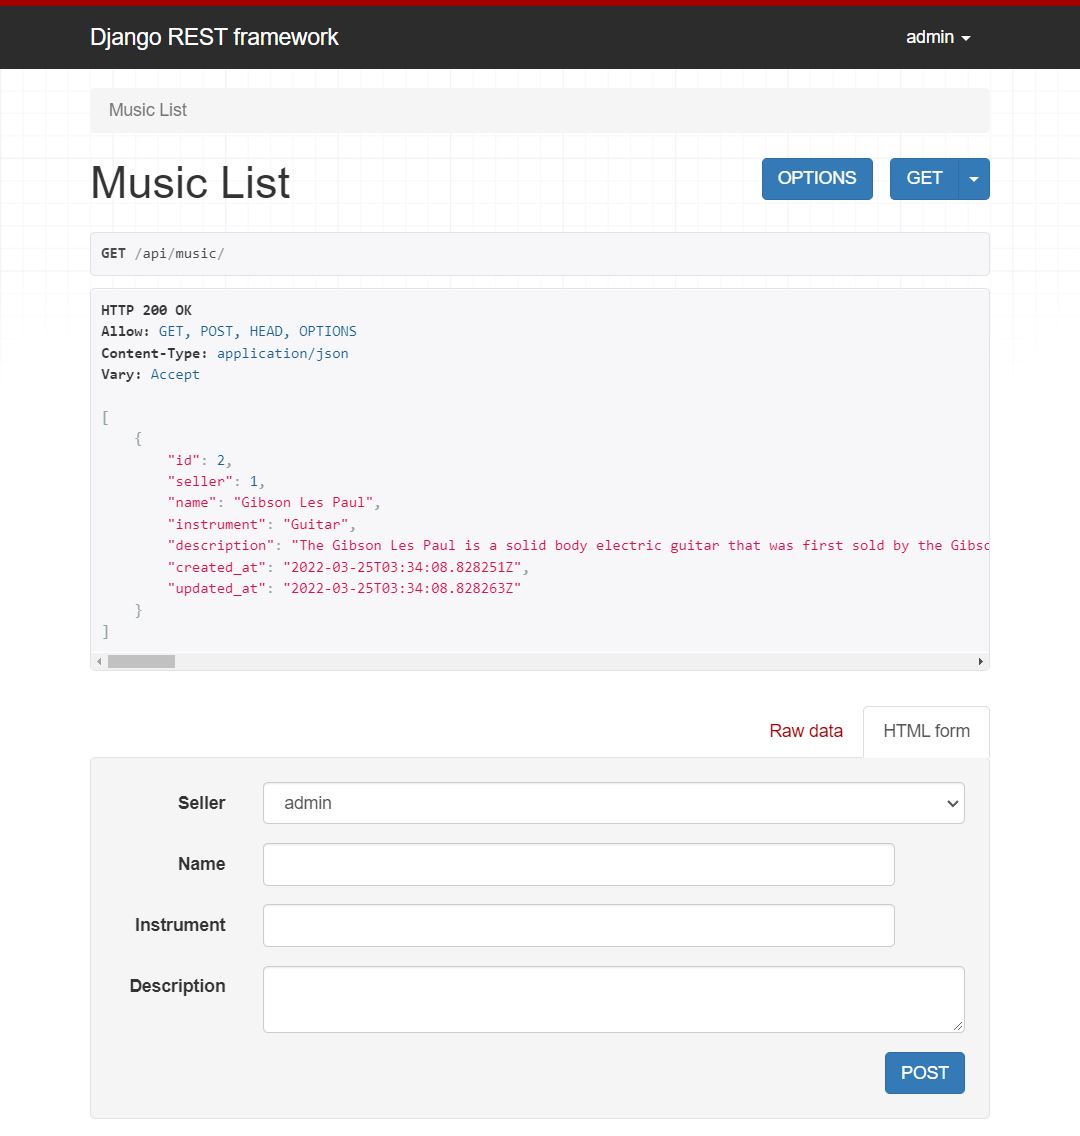 Django REST framework
admin
Music List
Music List
OPTIONS
GET
GET /api/music/
HTTP 200 OK
Allow: GET, POST, HEAD, OPTIONS
Content-Type: application/json
Vary: Accept
[
{
"id": 2,
"seller": 1,
"name": "Gibson Les Paul",
"instrument": "Guitar",
"description": "The Gibson Les Paul is a solid body electric guitar that was first sold by the Gibso
"created_at": "2022-03-25T03:34:08.828251Z",
"updated_at": "2022-03-25T03:34:08.828263Z"
}
]
Raw data
HTML form
Seller
admin
Name
Instrument
Description
POST